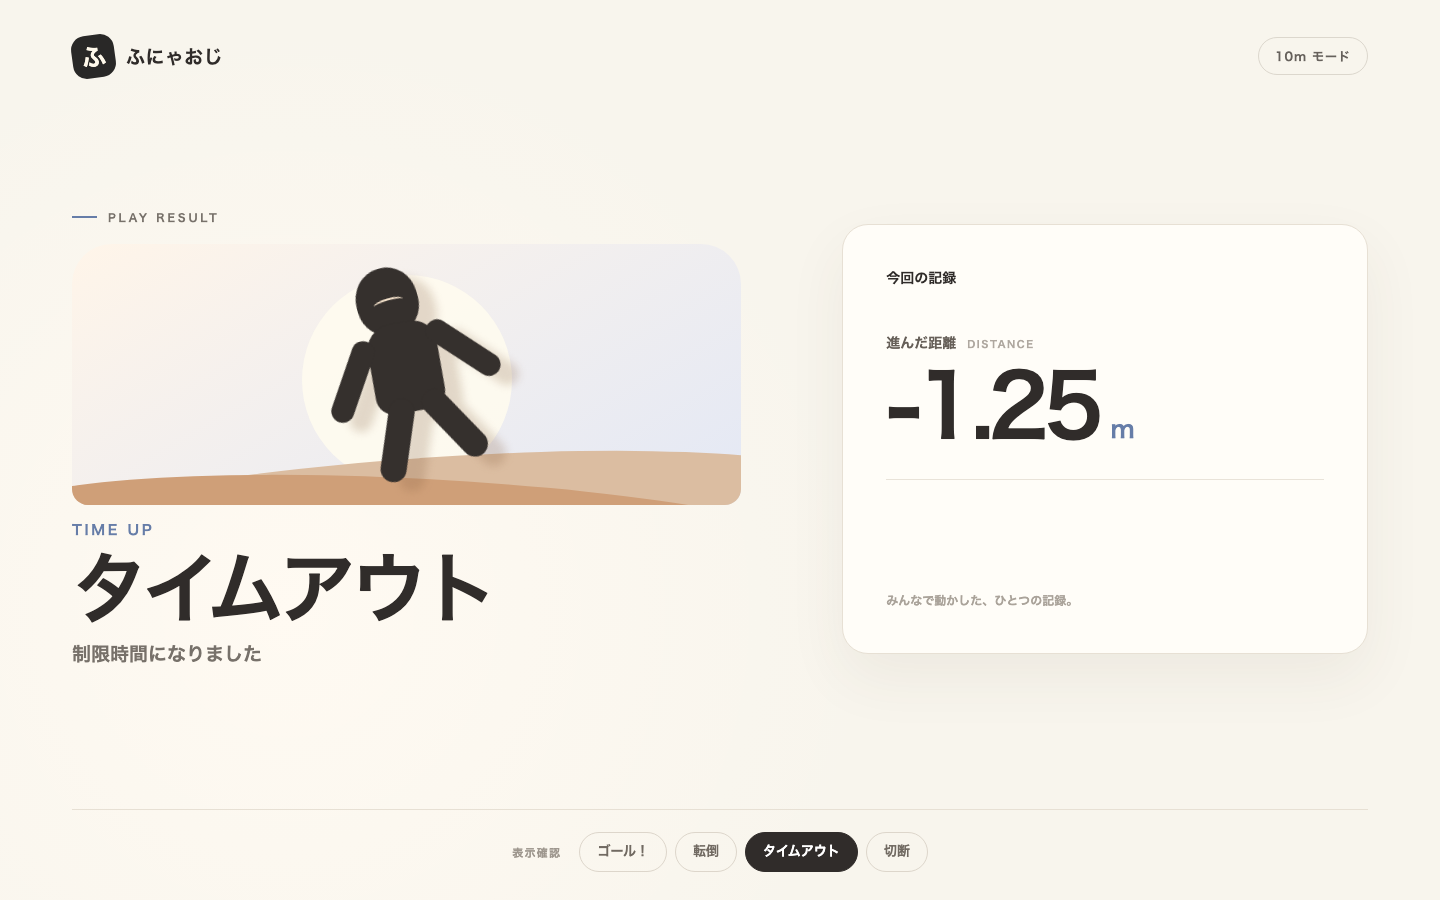 ふ ふにゃおじ
10m モード
PLAY RESULT
TIME UP
タイムアウト
制限時間になりました
今回の記録
進んだ距離 DISTANCE
-1.25 m
みんなで動かした、ひとつの記録。
表示確認 ゴール！ 転倒 タイムアウト 切断